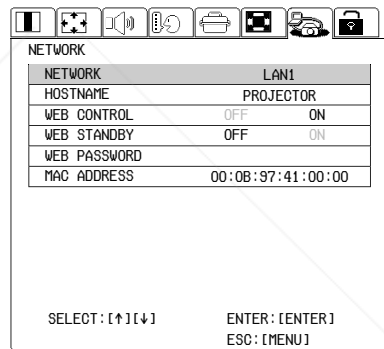 NETWORK
NETWORK LAN1
HOSTNAME PROJECTOR
WEB CONTROL OFF ON
WEB STANDBY OFF ON
WEB PASSWORD
MAC ADDRESS 00:0B:97:41:00:00
SELECT:[↑][↓] ENTER:[ENTER]
ESC:[MENU]